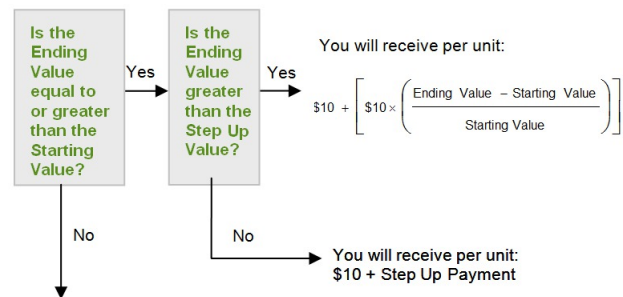 Is the
Ending
Value
equal to
or greater
than the
Starting
Value?
Yes
Is the
Ending
Value
greater
than the
Step Up
Value?
Yes
You will receive per unit:
$10 + [ $10 × ( Ending Value – Starting Value
Starting Value ) ]
No
No
You will receive per unit:
$10 + Step Up Payment